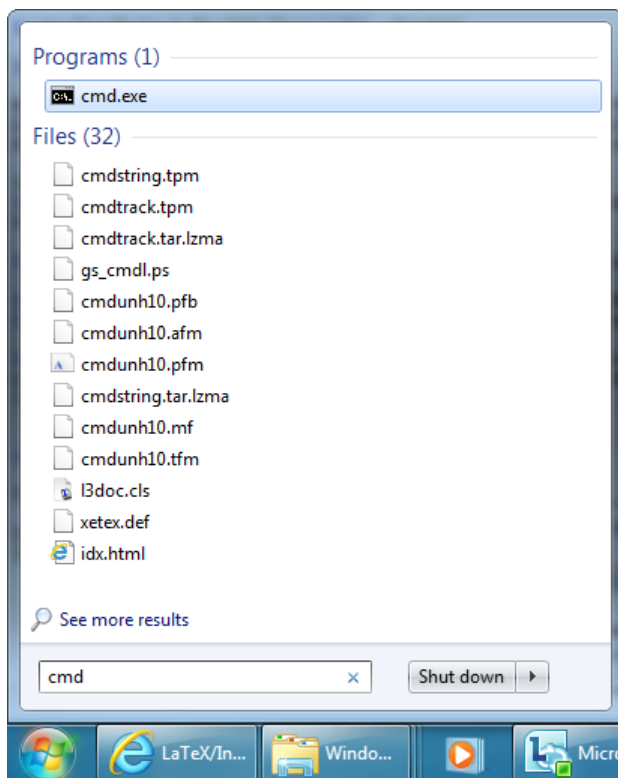 Programs (1)
cmd.exe
Files (32)
cmdstring.tpm
cmdtrack.tpm
cmdtrack.tar.lzma
gs_cmdl.ps
cmdunh10.pfb
cmdunh10.afm
cmdunh10.pfm
cmdstring.tar.lzma
cmdunh10.mf
cmdunh10.tfm
l3doc.cls
xetex.def
idx.html
See more results
cmd Shut down
LaTeX/In... Windo... Micro